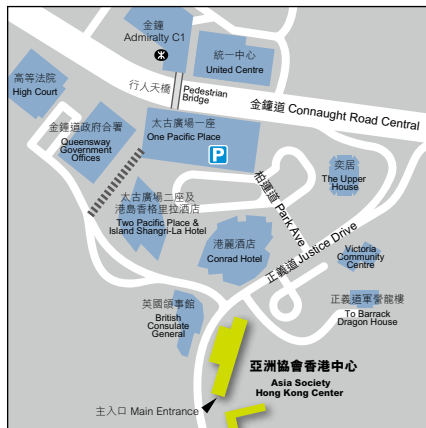 金鐘
Admiralty C1
統一中心
United Centre
高等法院
High Court
行人天橋
Pedestrian
Bridge
金鐘道 Connaught Road Central
金鐘道政府合署
Queensway
Government
Offices
太古廣場一座
One Pacific Place
P
奕居
The Upper
House
柏運道 Park Ave
太古廣場二座及
港島香格里拉酒店
Two Pacific Place &
Island Shangri-La Hotel
港麗酒店
Conrad Hotel
正義道 Justice Drive
Victoria
Community
Centre
英國領事館
British
Consulate
General
正義道軍營龍樓
To Barrack
Dragon House
亞洲協會香港中心
Asia Society
Hong Kong Center
主入口 Main Entrance